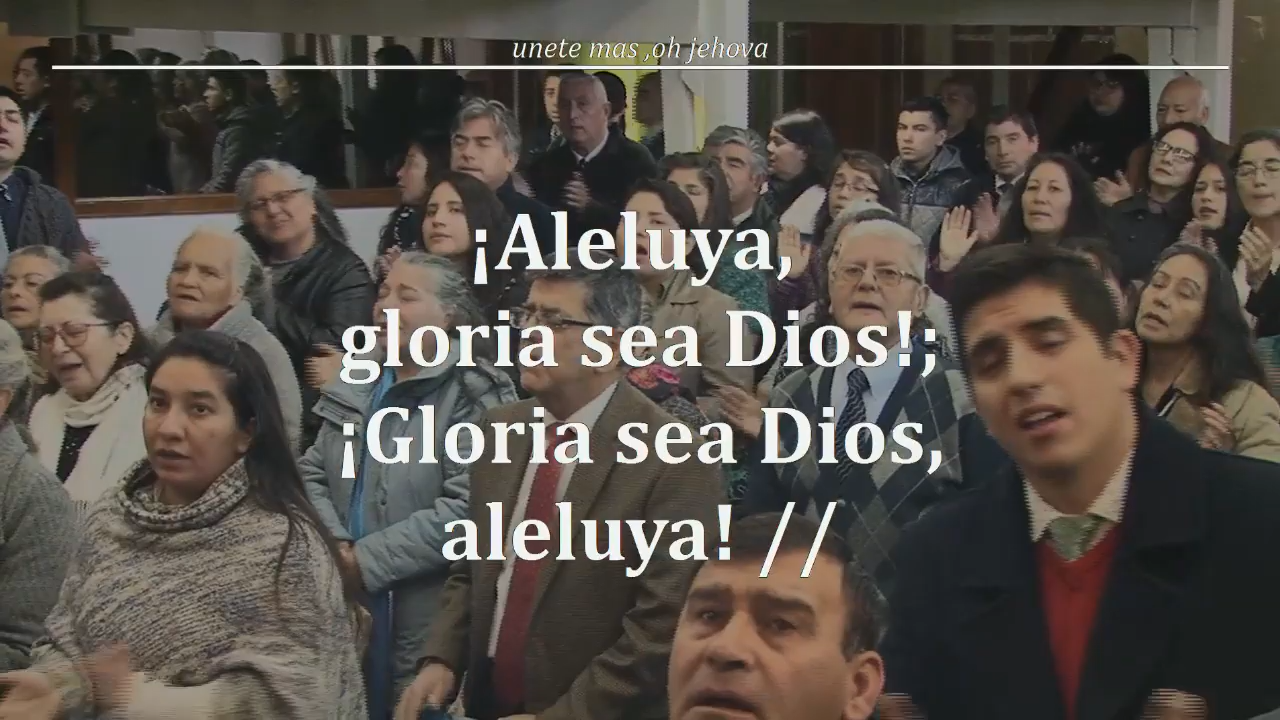 unete mas ,oh jehova
¡Aleluya,
gloria sea Dios!;
¡Gloria sea Dios,
aleluya! //